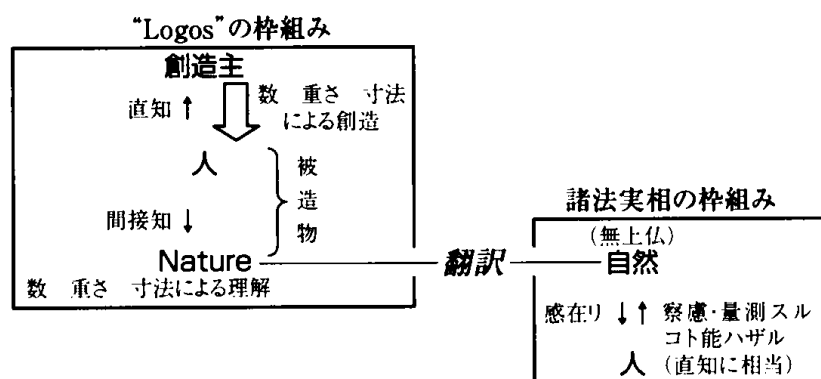 “Logos”の枠組み
創造主
直知 ↑
数 重さ 寸法
による創造
人
被
造
物
間接知 ↓
Nature
数 重さ 寸法による理解
翻訳
諸法実相の枠組み
(無上仏)
自然
感在リ ↓ ↑ 察慮・量測スル
コト能ハザル
人 (直知に相当)